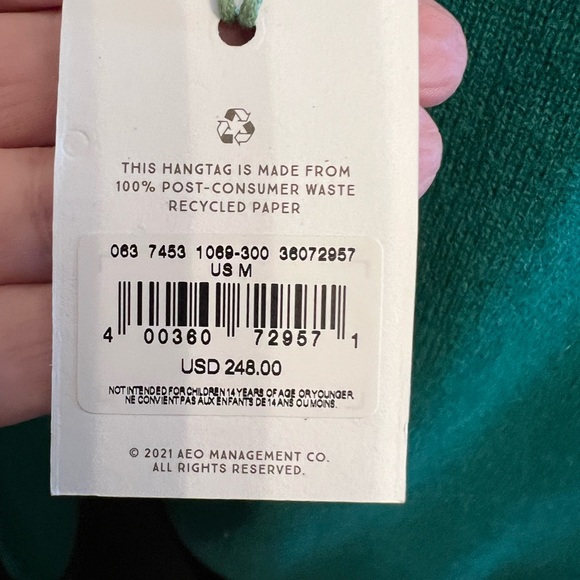 THIS HANGTAG IS MADE FROM
100% POST-CONSUMER WASTE
RECYCLED PAPER
063 7453 1069-300 36072957
US M
4 00360 72957 1
USD 248.00
NOT INTENDED FOR CHILDREN 14 YEARS OF AGE OR YOUNGER.
NE CONVIENT PAS AUX ENFANTS DE 14 ANS OU MOINS.
© 2021 AEO MANAGEMENT CO.
ALL RIGHTS RESERVED.